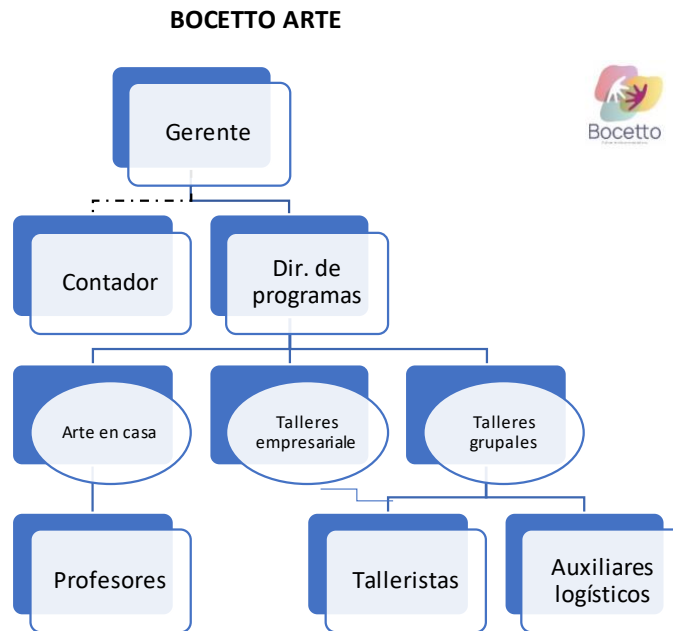 BOCETTO ARTE
Gerente
Bocetto
Contador
Dir. de
programas
Arte en casa
Talleres
empresariale
Talleres
grupales
Profesores
Talleristas
Auxiliares
logísticos